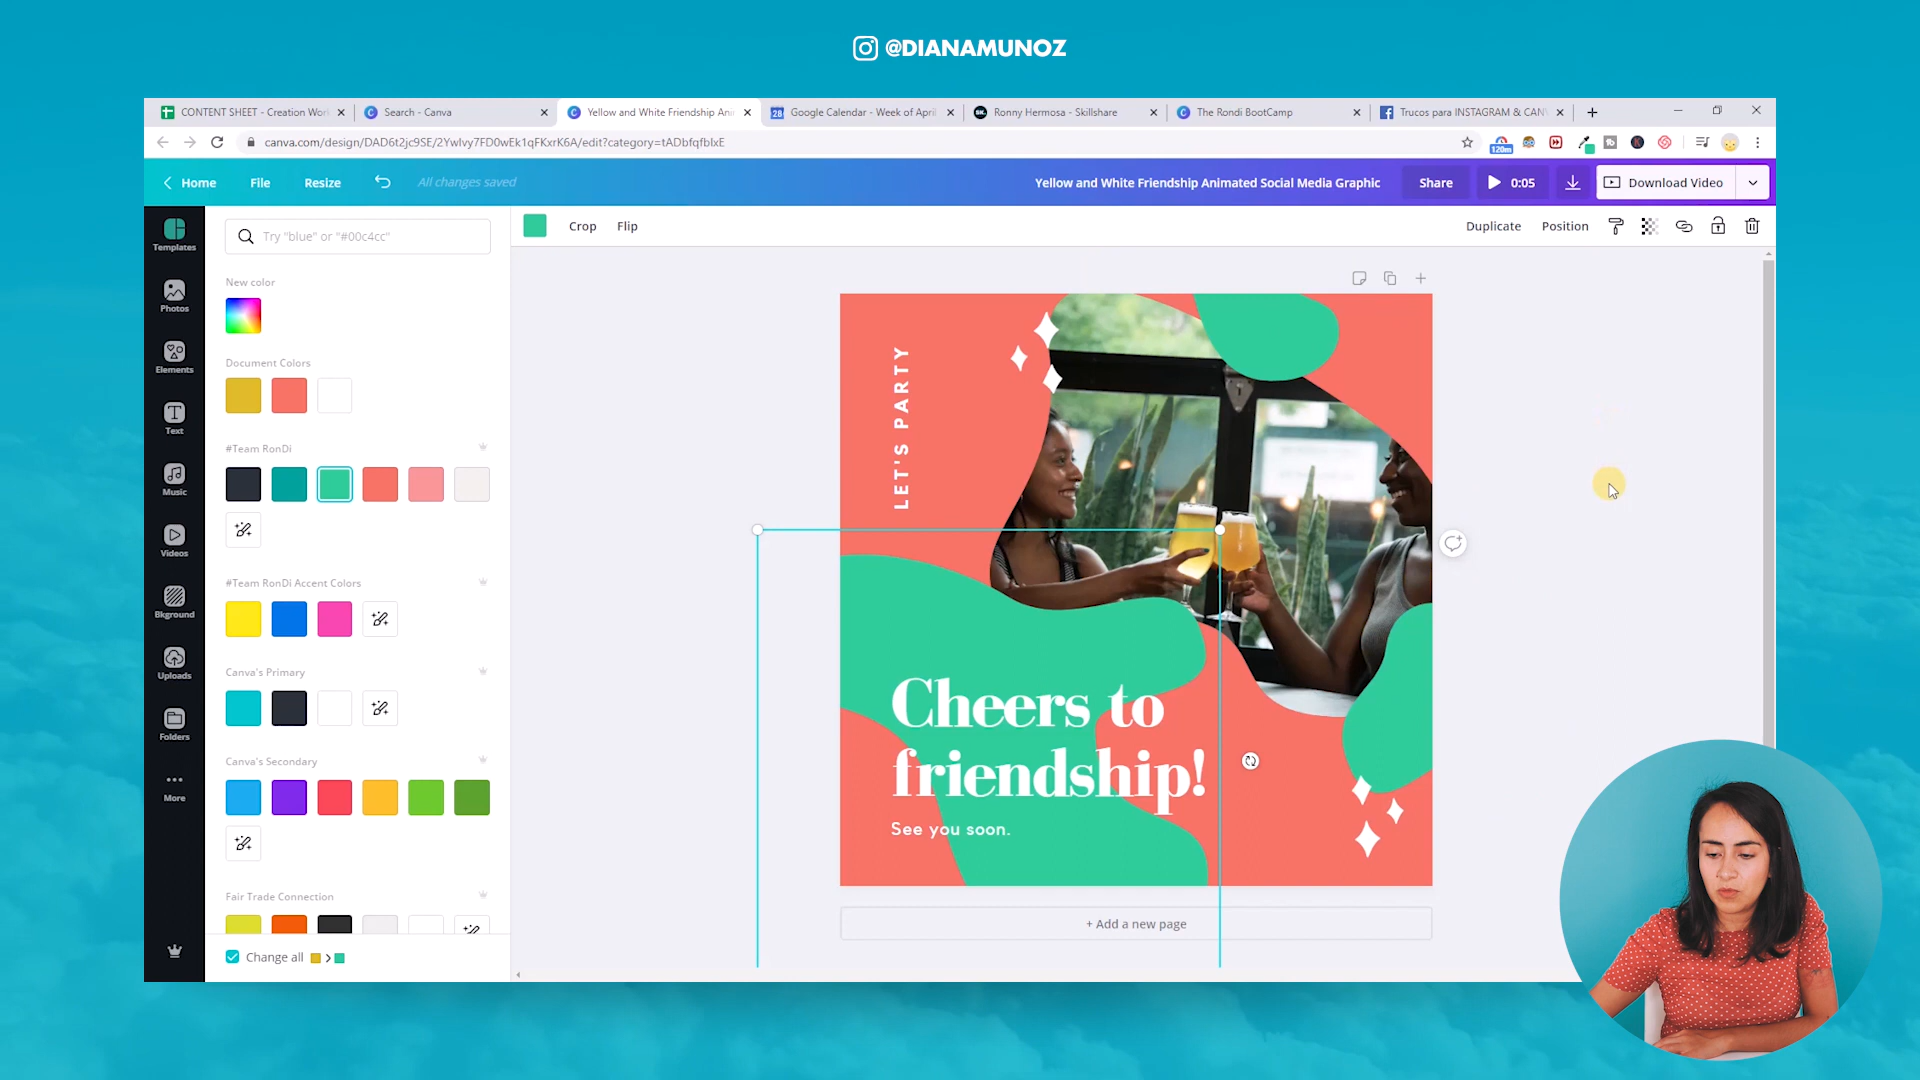 @DIANAMUNOZ
CONTENT SHEET - Creation Wor
Search - Canva
Yellow and White Friendship Ani
28
Google Calendar - Week of April
Ronny Hermosa - Skillshare
The Rondi BootCamp
Trucos para INSTAGRAM & CAN
canva.com/design/DAD6t2jc9SE/2YwIvy7FD0wEk1qFKxrK6A/edit?category=tADbfqfbIxE
120m
Home
File
Resize
All changes saved
Yellow and White Friendship Animated Social Media Graphic
Share
0:05
Download Video
Templates
Photos
Elements
Text
Music
Videos
Bkground
Uploads
Folders
More
Try "blue" or "#00c4cc"
New color
Document Colors
#Team RonDi
#Team RonDi Accent Colors
Canva's Primary
Canva's Secondary
Fair Trade Connection
Change all
Crop
Flip
Duplicate
Position
LET'S PARTY
Cheers to
friendship!
See you soon.
+ Add a new page